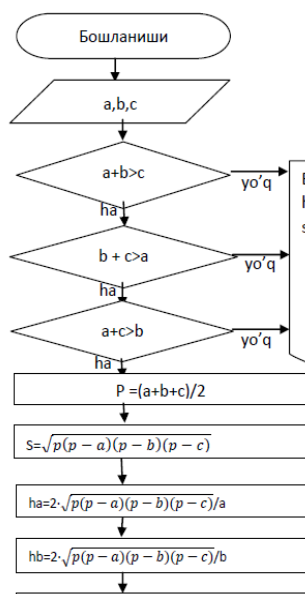 Бошланиши
a,b,c
a+b>c
yo'q
ha
b + c>a
yo'q
ha
a+c>b
yo'q
ha
P =(a+b+c)/2
S=√p(p − a)(p − b)(p − c)
ha=2·√p(p − a)(p − b)(p − c)/a
hb=2·√p(p − a)(p − b)(p − c)/b